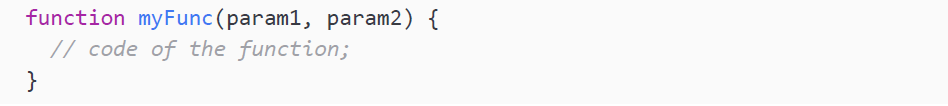 function myFunc(param1, param2) {
  // code of the function;
}